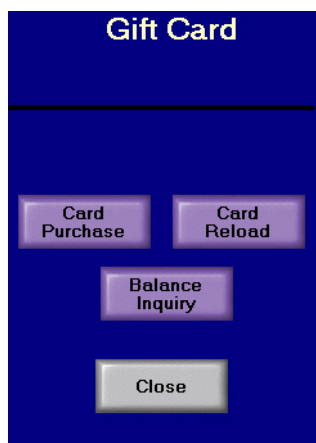 Gift Card
Card
Purchase
Card
Reload
Balance
Inquiry
Close